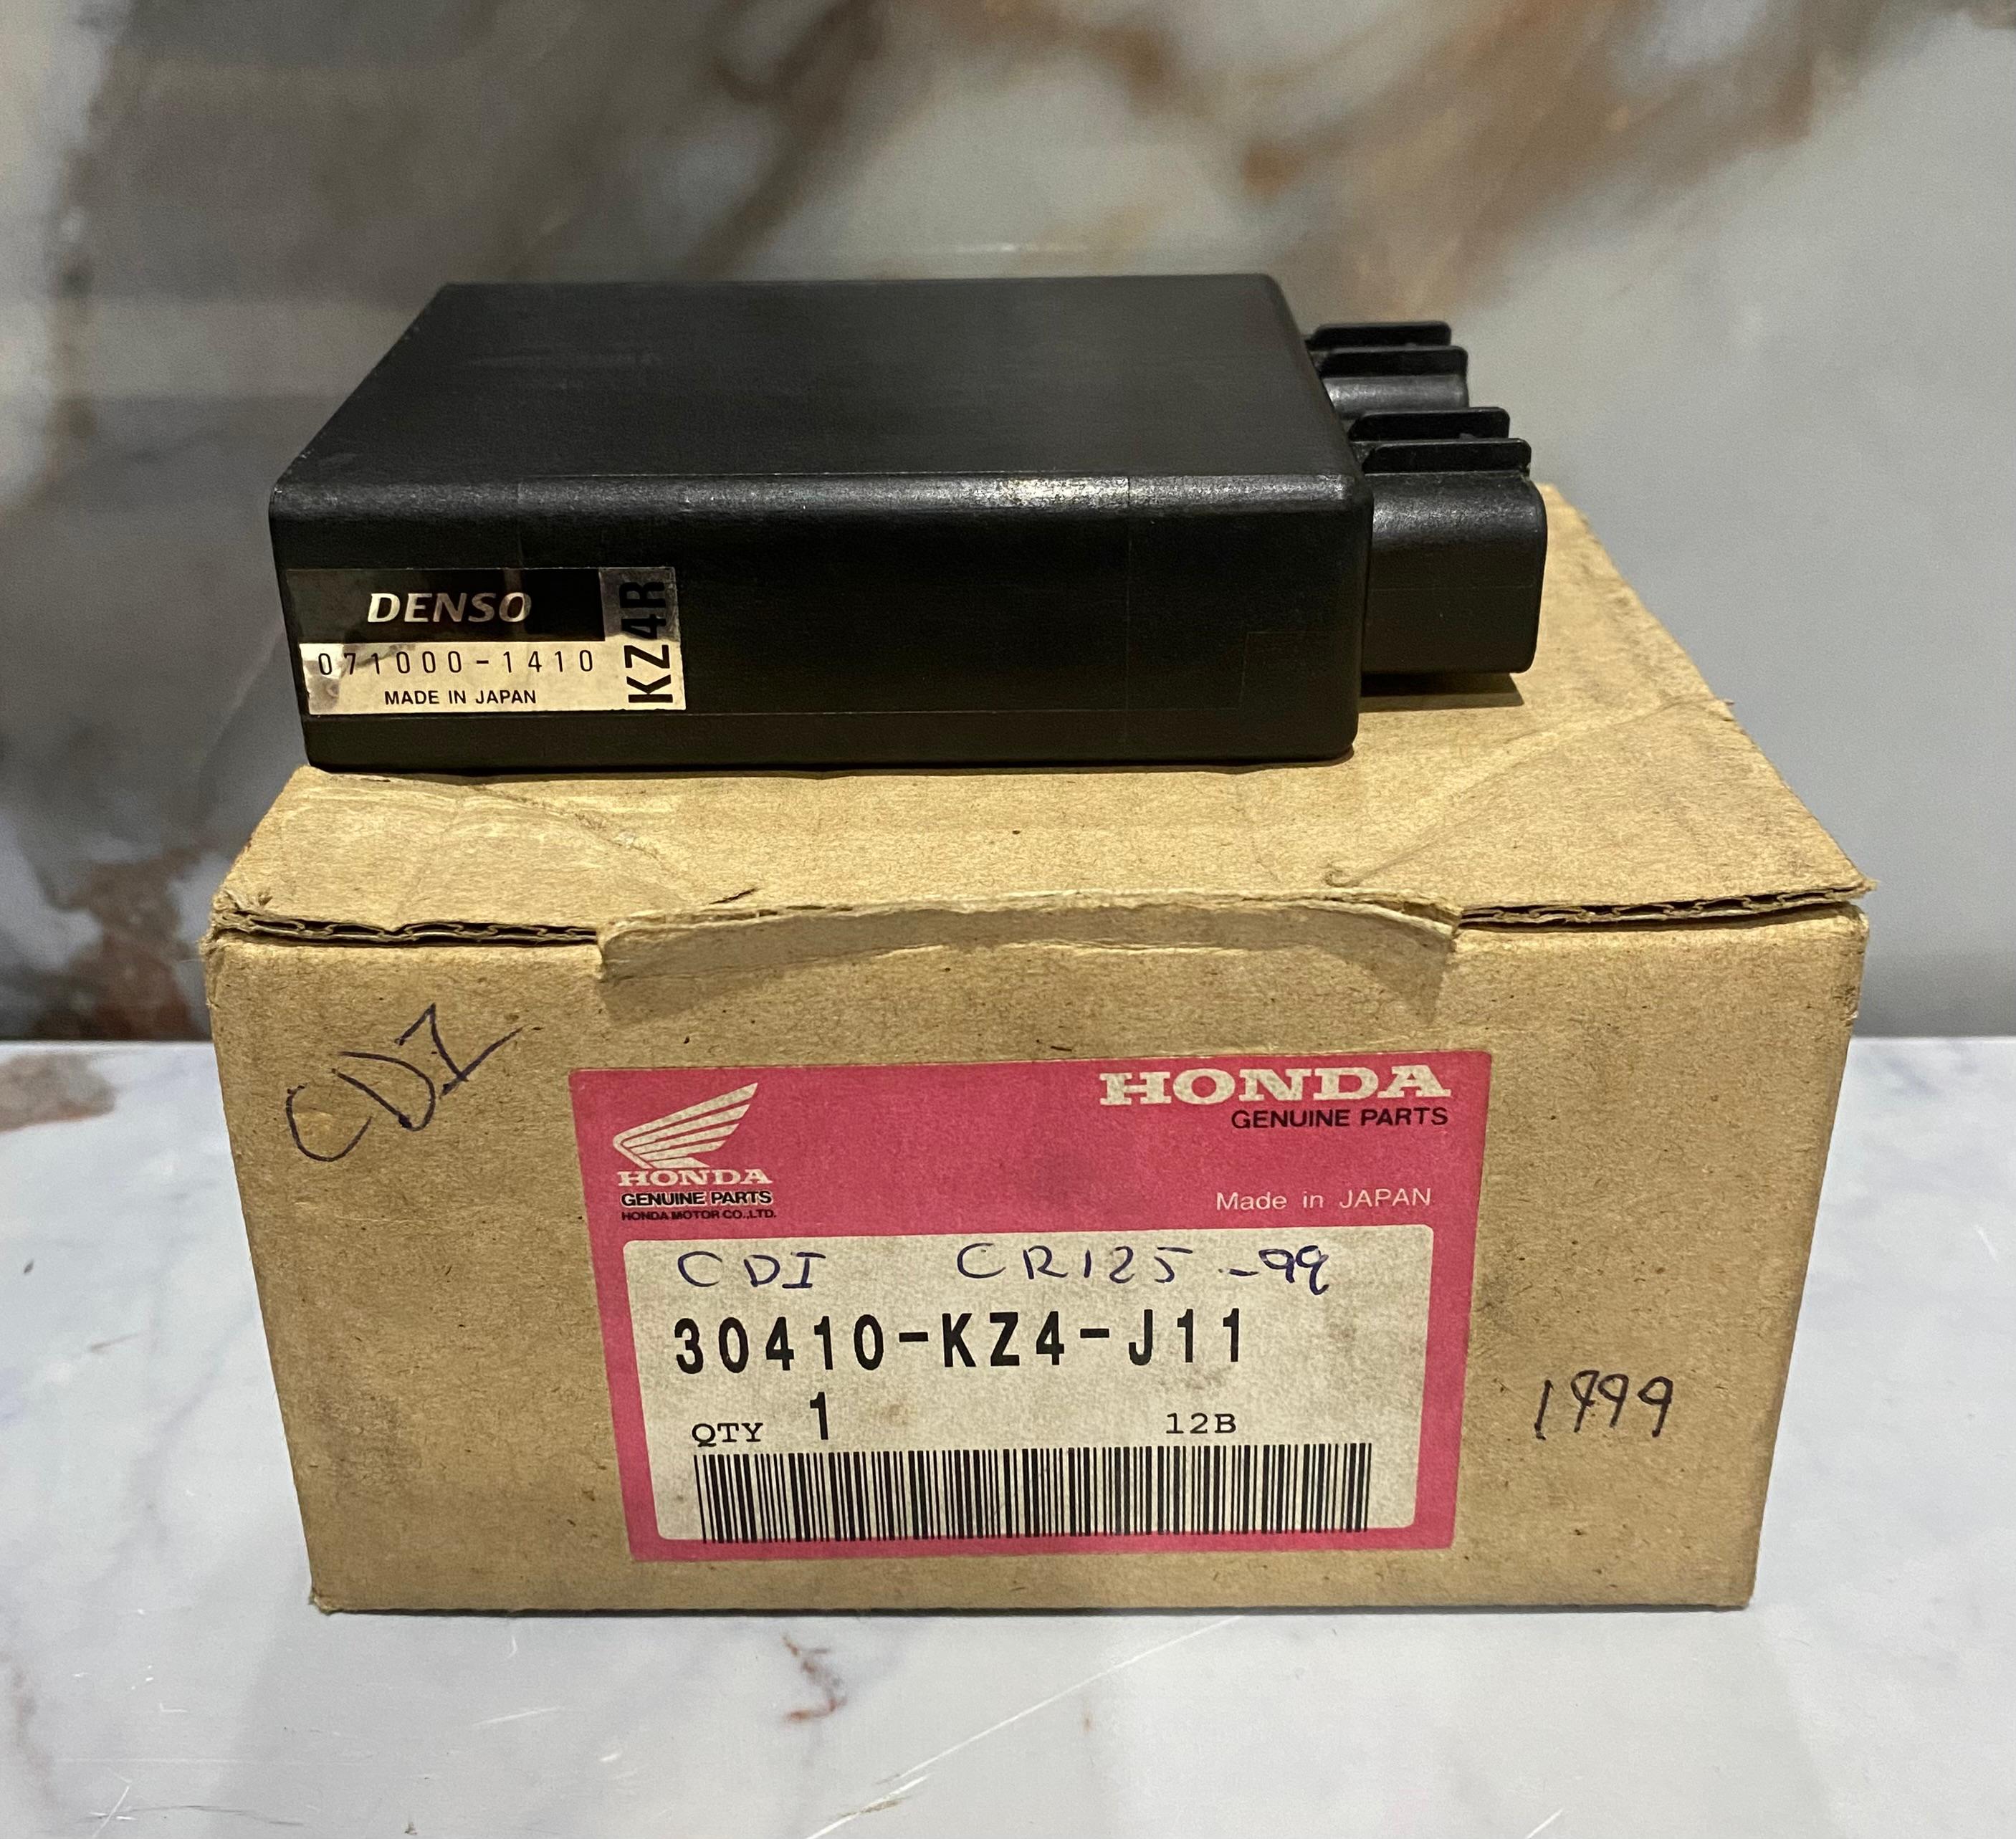 DENSO
071000-1410
MADE IN JAPAN
KZ4R
CDI
HONDA
GENUINE PARTS
HONDA MOTOR CO.,LTD.
HONDA
GENUINE PARTS
Made in JAPAN
CDI CR125-99
30410-KZ4-J11
QTY 1 12B
1999